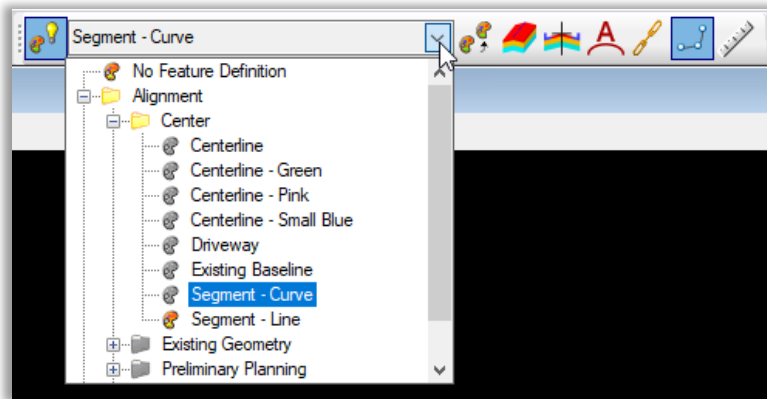 Segment - Curve
No Feature Definition
Alignment
Center
Centerline
Centerline - Green
Centerline - Pink
Centerline - Small Blue
Driveway
Existing Baseline
Segment - Curve
Segment - Line
Existing Geometry
Preliminary Planning